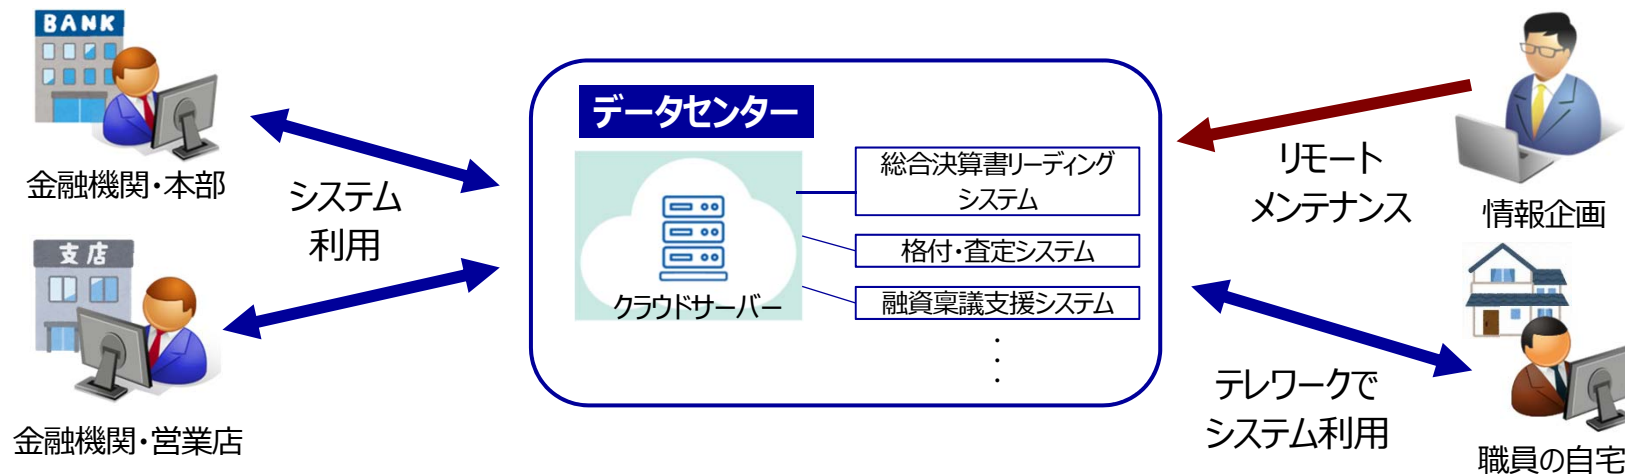 BANK
金融機関・本部
支店
金融機関・営業店
システム
利用
データセンター
クラウドサーバー
総合決算書リーディング
システム
格付・査定システム
融資稟議支援システム
・
・
・
リモート
メンテナンス
情報企画
テレワークで
システム利用
職員の自宅